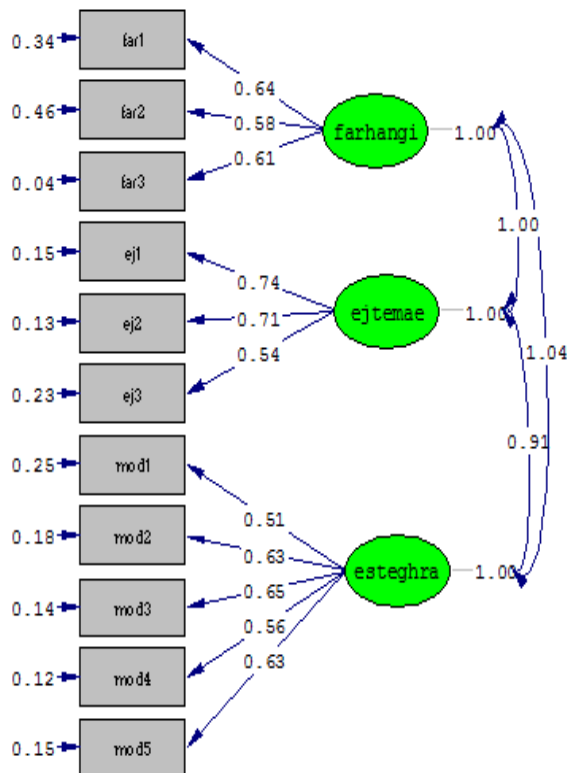 0.34 far1
0.64
0.46 far2
0.58 farhangi 1.00
0.61
0.04 far3
1.00
0.15 ej1
0.74
0.13 ej2
0.71 ejtemae 1.00
0.54
1.04
0.23 ej3
0.91
0.25 mod1
0.51
0.18 mod2
0.63
0.65 esteghra 1.00
0.14 mod3
0.56
0.63
0.12 mod4
0.15 mod5